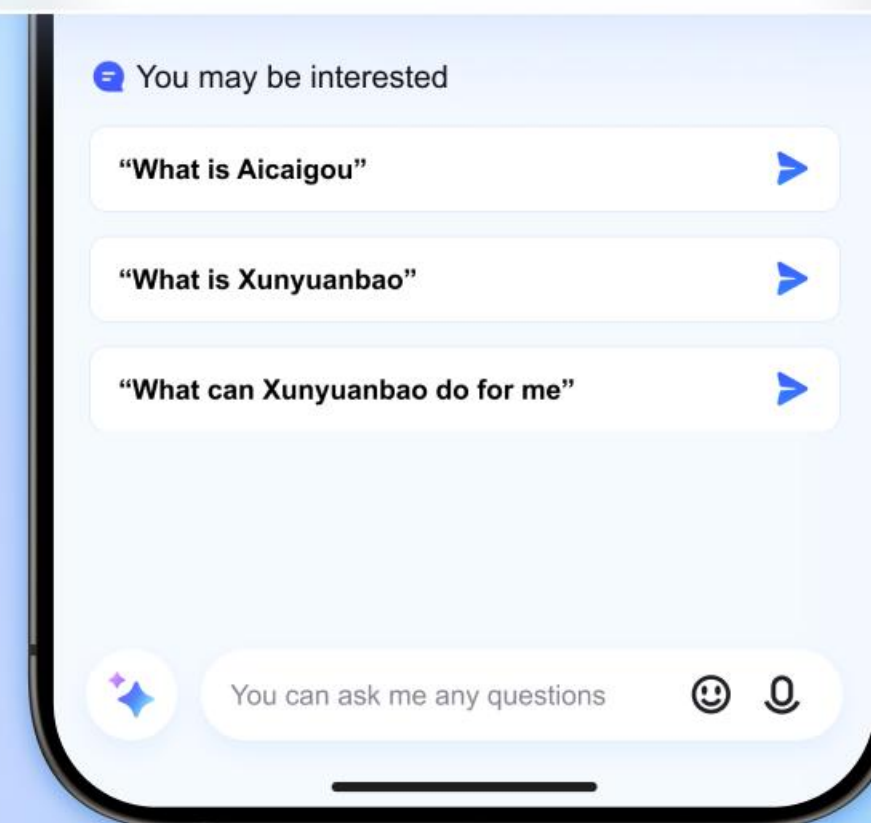 You may be interested
“What is Aicaigou”
“What is Xunyuanbao”
“What can Xunyuanbao do for me”
You can ask me any questions